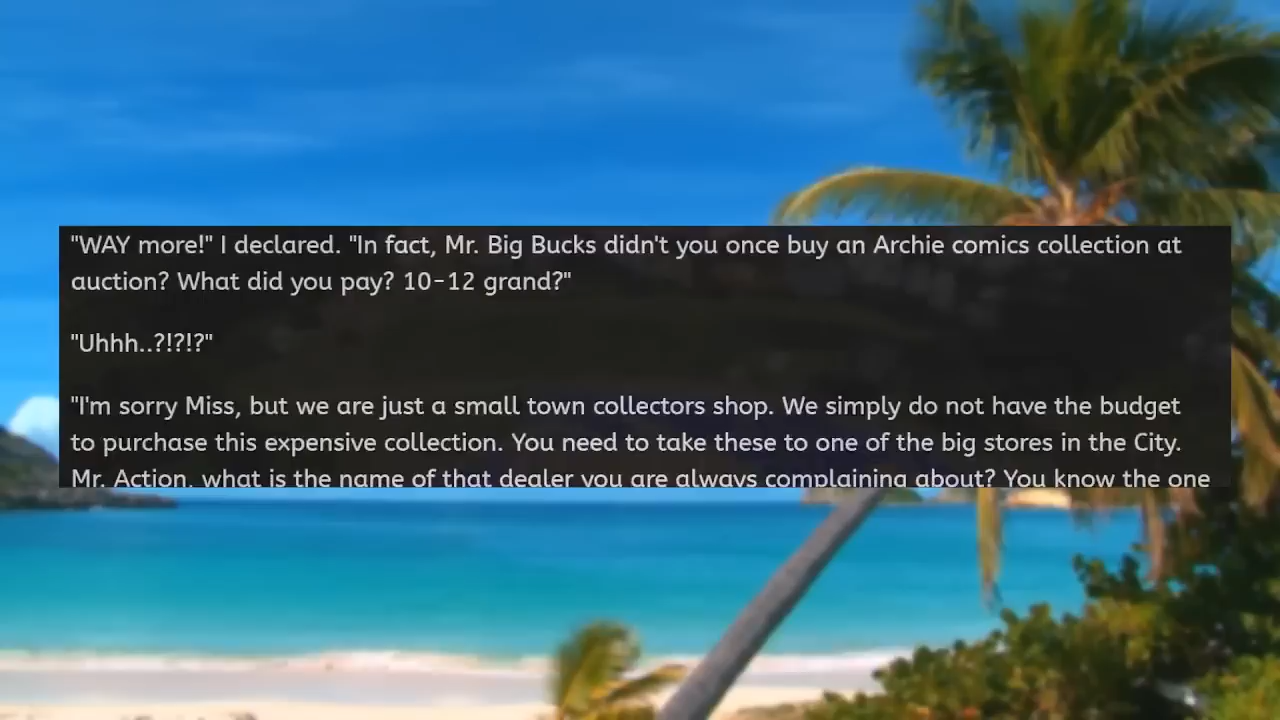 "WAY more!" I declared. "In fact, Mr. Big Bucks didn't you once buy an Archie comics collection at
auction? What did you pay? 10-12 grand?"
"Uhhh..?!?!?"
"I'm sorry Miss, but we are just a small town collectors shop. We simply do not have the budget
to purchase this expensive collection. You need to take these to one of the big stores in the City.
Mr. Action, what is the name of that dealer you are always complaining about? You know the one